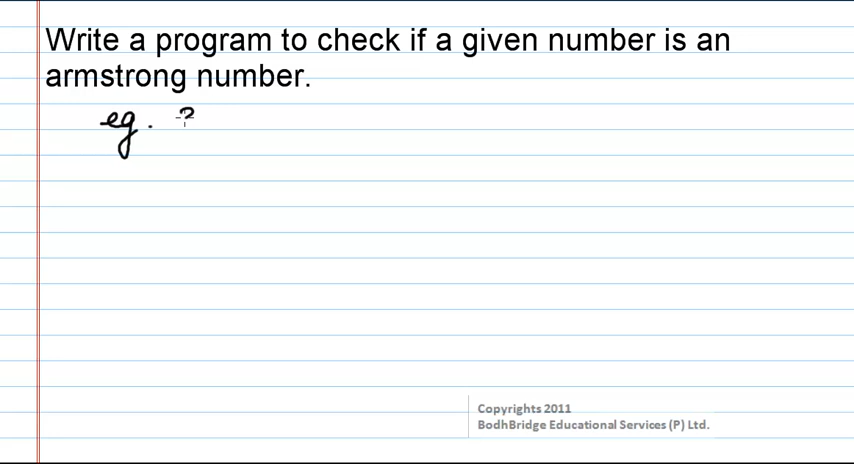 Write a program to check if a given number is an
armstrong number.
eg.
Copyrights 2011
BodhBridge Educational Services (P) Ltd.